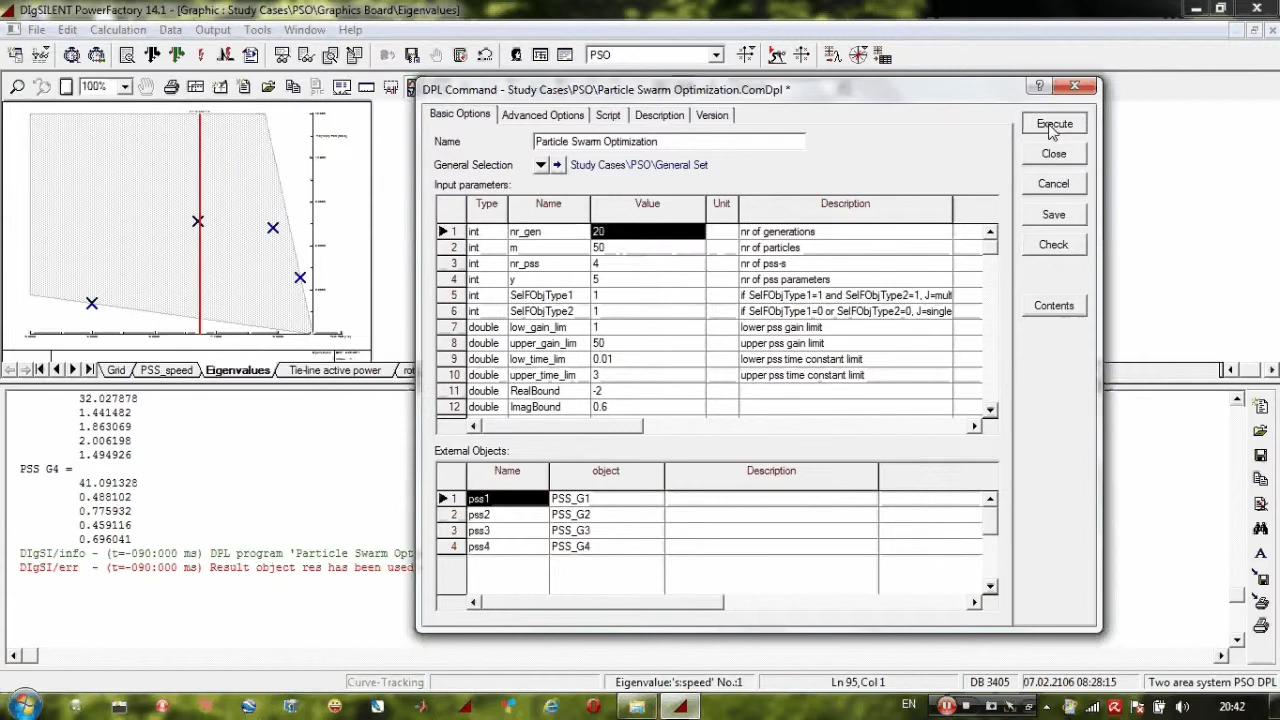 DIgSILENT PowerFactory 14.1 - [Graphic : Study Cases\PSO\Graphics Board\Eigenvalues]
File Edit Calculation Data Output Tools Window Help
PSO
100%
DPL Command - Study Cases\PSO\Particle Swarm Optimization.ComDpl *
Basic Options Advanced Options Script Description Version
Name Particle Swarm Optimization
General Selection Study Cases\PSO\General Set
Input parameters:
Type Name Value Unit Description
1 int nr_gen 20 nr of generations
2 int m 50 nr of particles
3 int nr_pss 4 nr of pss-s
4 int y 5 nr of pss parameters
5 int SelFObjType1 1 if SelFObjType1=1 and SelFObjType2=1, J=mult
6 int SelFObjType2 1 if SelFObjType1=0 or SelFObjType2=0, J=single
7 double low_gain_lim 1 lower pss gain limit
8 double upper_gain_lim 50 upper pss gain limit
9 double low_time_lim 0.01 lower pss time constant limit
10 double upper_time_lim 3 upper pss time constant limit
11 double RealBound -2
12 double ImagBound 0.6
External Objects:
Name object Description
1 pss1 PSS_G1
2 pss2 PSS_G2
3 pss3 PSS_G3
4 pss4 PSS_G4
Execute
Close
Cancel
Save
Check
Contents
Grid PSS_speed Eigenvalues Tie-line active power rot
32.027878
1.441482
1.863069
2.006198
1.494926
PSS G4 =
41.091328
0.488102
0.775932
0.459116
0.696041
DIgSI/info - (t=-090:000 ms) DPL program 'Particle Swarm Opt
DIgSI/err - (t=-090:000 ms) Result object res has been used
Curve-Tracking Eigenvalue:'s:speed' No.:1 Ln 95,Col 1 DB 3405 07.02.2106 08:28:15 Two area system PSO DPL
EN 20:42